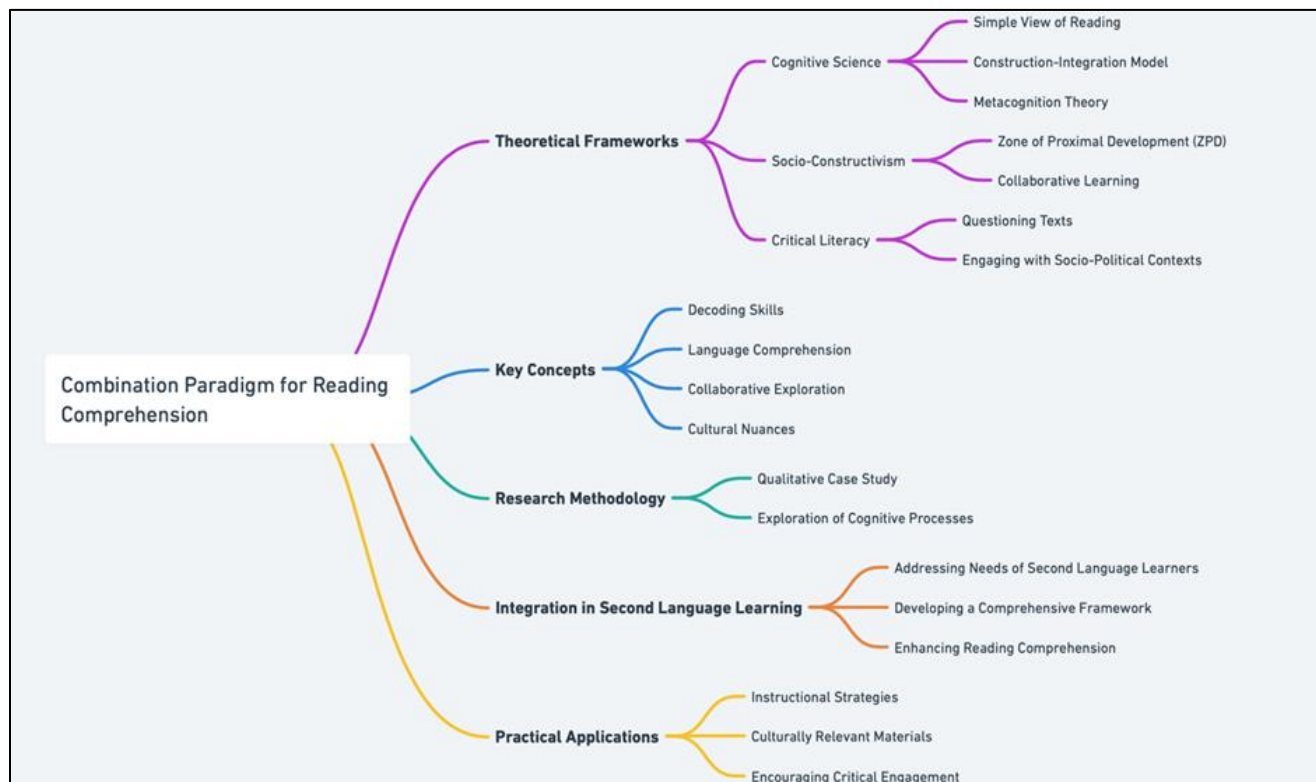 Combination Paradigm for Reading
Comprehension
Theoretical Frameworks
Cognitive Science
Simple View of Reading
Construction-Integration Model
Metacognition Theory
Socio-Constructivism
Zone of Proximal Development (ZPD)
Collaborative Learning
Critical Literacy
Questioning Texts
Engaging with Socio-Political Contexts
Key Concepts
Decoding Skills
Language Comprehension
Collaborative Exploration
Cultural Nuances
Research Methodology
Qualitative Case Study
Exploration of Cognitive Processes
Integration in Second Language Learning
Addressing Needs of Second Language Learners
Developing a Comprehensive Framework
Enhancing Reading Comprehension
Practical Applications
Instructional Strategies
Culturally Relevant Materials
Encouraging Critical Engagement